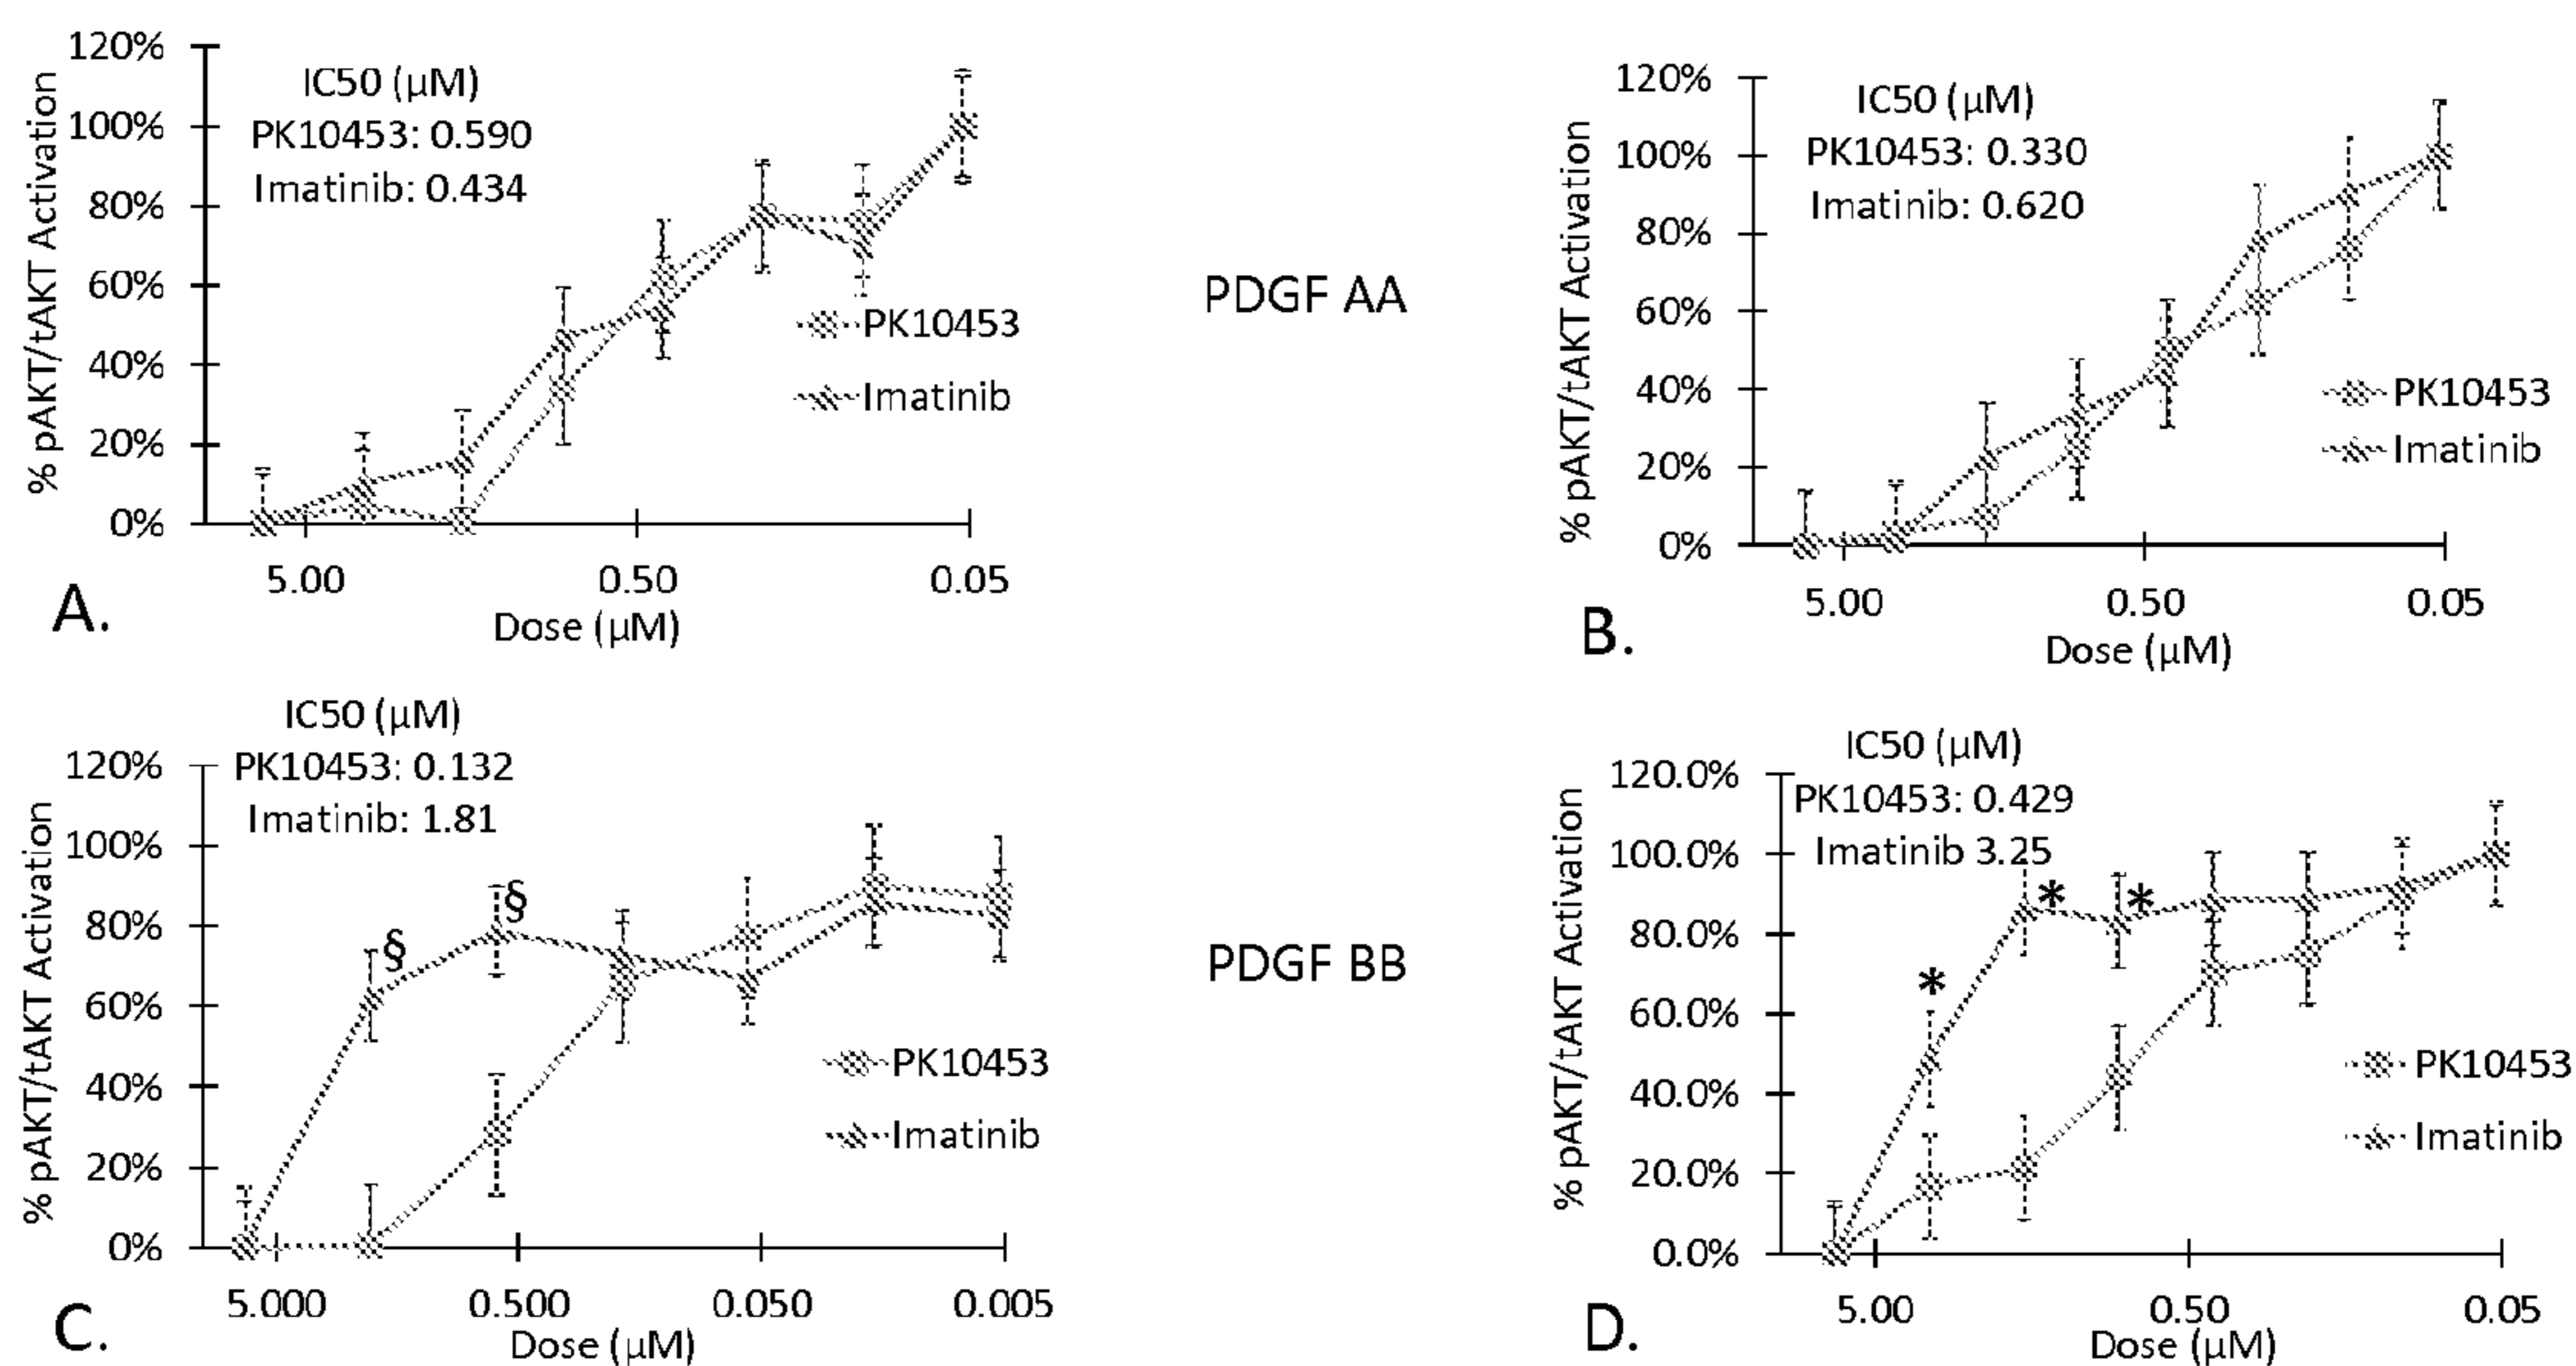 120%
100%
80%
60%
40%
20%
0%
% pAKT/tAKT Activation
IC50 (µM)
PK10453: 0.590
Imatinib: 0.434
PK10453
Imatinib
5.00 0.50 0.05
Dose (µM)
A.
PDGF AA
120%
100%
80%
60%
40%
20%
0%
% pAKT/tAKT Activation
IC50 (µM)
PK10453: 0.330
Imatinib: 0.620
PK10453
Imatinib
5.00 0.50 0.05
Dose (µM)
B.
IC50 (µM)
PK10453: 0.132
Imatinib: 1.81
120%
100%
80%
60%
40%
20%
0%
% pAKT/tAKT Activation
§
§
PK10453
Imatinib
5.000 0.500 0.050 0.005
Dose (µM)
C.
PDGF BB
IC50 (µM)
PK10453: 0.429
Imatinib 3.25
120.0%
100.0%
80.0%
60.0%
40.0%
20.0%
0.0%
% pAKT/tAKT Activation
* * *
PK10453
Imatinib
5.00 0.50 0.05
Dose (µM)
D.